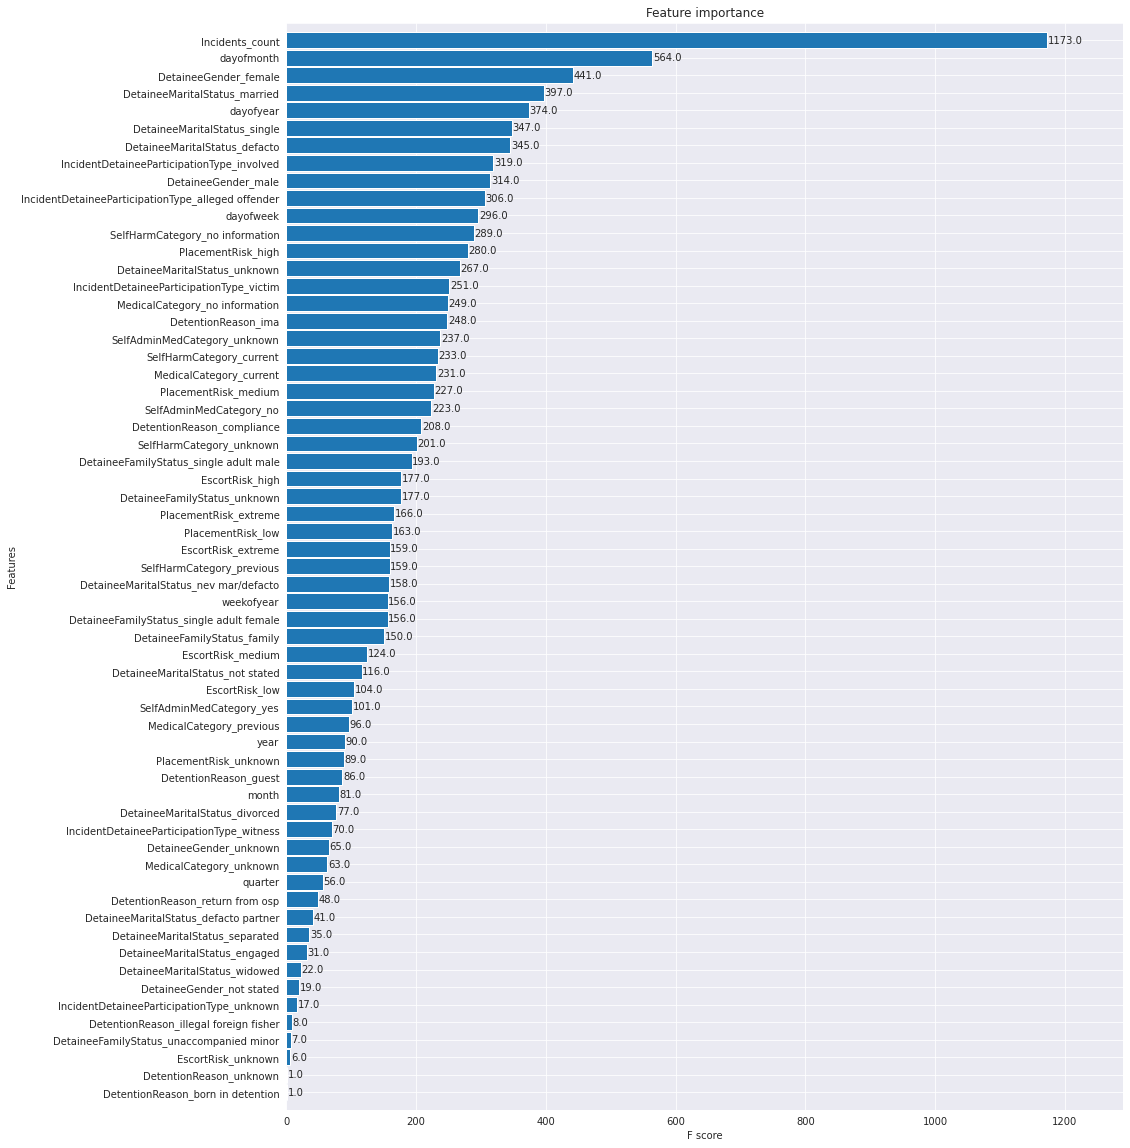 Feature importance
Incidents_count 1173.0
dayofmonth 564.0
DetaineeGender_female 441.0
DetaineeMaritalStatus_married 397.0
dayofyear 374.0
DetaineeMaritalStatus_single 347.0
DetaineeMaritalStatus_defacto 345.0
IncidentDetaineeParticipationType_involved 319.0
DetaineeGender_male 314.0
IncidentDetaineeParticipationType_alleged offender 306.0
dayofweek 296.0
SelfHarmCategory_no information 289.0
PlacementRisk_high 280.0
DetaineeMaritalStatus_unknown 267.0
IncidentDetaineeParticipationType_victim 251.0
MedicalCategory_no information 249.0
DetentionReason_ima 248.0
SelfAdminMedCategory_unknown 237.0
SelfHarmCategory_current 233.0
MedicalCategory_current 231.0
PlacementRisk_medium 227.0
SelfAdminMedCategory_no 223.0
DetentionReason_compliance 208.0
SelfHarmCategory_unknown 201.0
DetaineeFamilyStatus_single adult male 193.0
EscortRisk_high 177.0
DetaineeFamilyStatus_unknown 177.0
PlacementRisk_extreme 166.0
PlacementRisk_low 163.0
EscortRisk_extreme 159.0
SelfHarmCategory_previous 159.0
DetaineeMaritalStatus_nev mar/defacto 158.0
weekofyear 156.0
DetaineeFamilyStatus_single adult female 156.0
DetaineeFamilyStatus_family 150.0
EscortRisk_medium 124.0
DetaineeMaritalStatus_not stated 116.0
EscortRisk_low 104.0
SelfAdminMedCategory_yes 101.0
MedicalCategory_previous 96.0
year 90.0
PlacementRisk_unknown 89.0
DetentionReason_guest 86.0
month 81.0
DetaineeMaritalStatus_divorced 77.0
IncidentDetaineeParticipationType_witness 70.0
DetaineeGender_unknown 65.0
MedicalCategory_unknown 63.0
quarter 56.0
DetentionReason_return from osp 48.0
DetaineeMaritalStatus_defacto partner 41.0
DetaineeMaritalStatus_separated 35.0
DetaineeMaritalStatus_engaged 31.0
DetaineeMaritalStatus_widowed 22.0
DetaineeGender_not stated 19.0
IncidentDetaineeParticipationType_unknown 17.0
DetentionReason_illegal foreign fisher 8.0
DetaineeFamilyStatus_unaccompanied minor 7.0
EscortRisk_unknown 6.0
DetentionReason_unknown 1.0
DetentionReason_born in detention 1.0
Features
0 200 400 600 800 1000 1200
F score